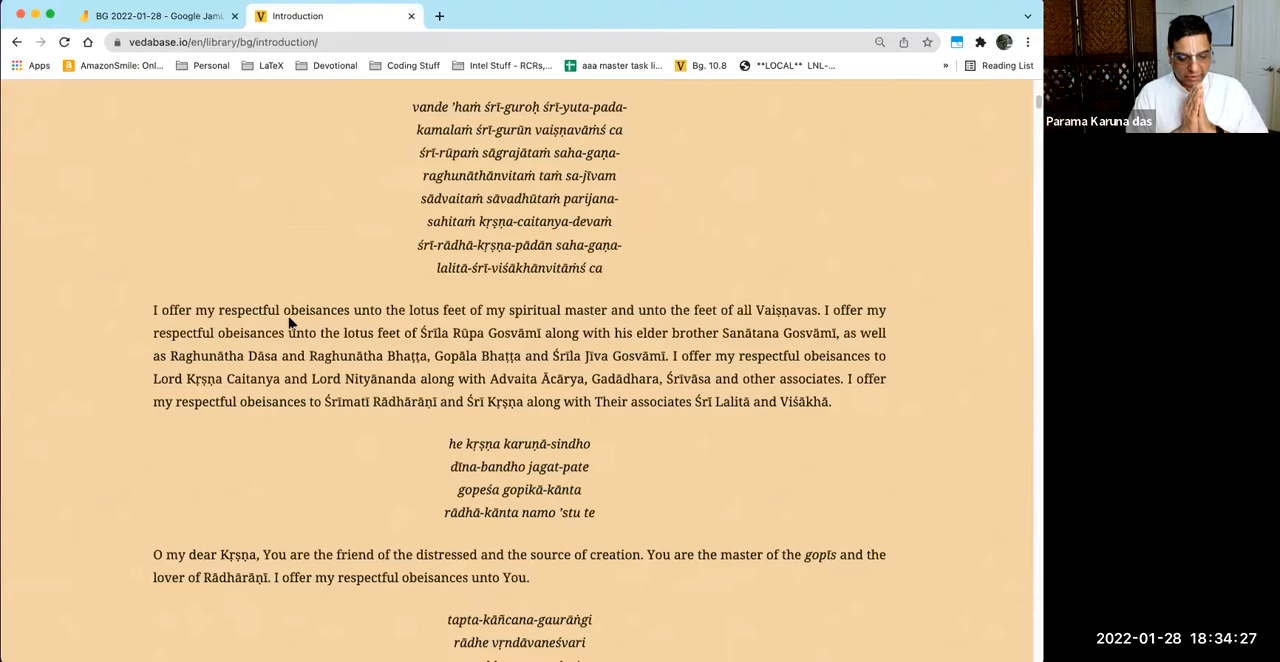 BG 2022-01-28 - Google Jam
Introduction
vedabase.io/en/library/bg/introduction/
Apps
AmazonSmile: Onl...
Personal
LaTeX
Devotional
Coding Stuff
Intel Stuff - RCRs,...
aaa master task li...
Bg. 10.8
**LOCAL** LNL-...
»
Reading List
vande ’haṁ śrī-guroḥ śrī-yuta-pada-
kamalaṁ śrī-gurūn vaiṣṇavāṁś ca
śrī-rūpaṁ sāgrajātaṁ saha-gaṇa-
raghunāthānvitaṁ taṁ sa-jīvam
sādvaitaṁ sāvadhūtaṁ parijana-
sahitaṁ kṛṣṇa-caitanya-devaṁ
śrī-rādhā-kṛṣṇa-pādān saha-gaṇa-
lalitā-śrī-viśākhānvitāṁś ca
I offer my respectful obeisances unto the lotus feet of my spiritual master and unto the feet of all Vaiṣṇavas. I offer my
respectful obeisances unto the lotus feet of Śrīla Rūpa Gosvāmī along with his elder brother Sanātana Gosvāmī, as well
as Raghunātha Dāsa and Raghunātha Bhaṭṭa, Gopāla Bhaṭṭa and Śrīla Jīva Gosvāmī. I offer my respectful obeisances to
Lord Kṛṣṇa Caitanya and Lord Nityānanda along with Advaita Ācārya, Gadādhara, Śrīvāsa and other associates. I offer
my respectful obeisances to Śrīmatī Rādhārāṇī and Śrī Kṛṣṇa along with Their associates Śrī Lalitā and Viśākhā.
he kṛṣṇa karuṇā-sindho
dīna-bandho jagat-pate
gopeśa gopikā-kānta
rādhā-kānta namo ’stu te
O my dear Kṛṣṇa, You are the friend of the distressed and the source of creation. You are the master of the gopīs and the
lover of Rādhārāṇī. I offer my respectful obeisances unto You.
tapta-kāñcana-gaurāṅgi
rādhe vṛndāvaneśvari
Parama Karuna das
2022-01-28 18:34:27